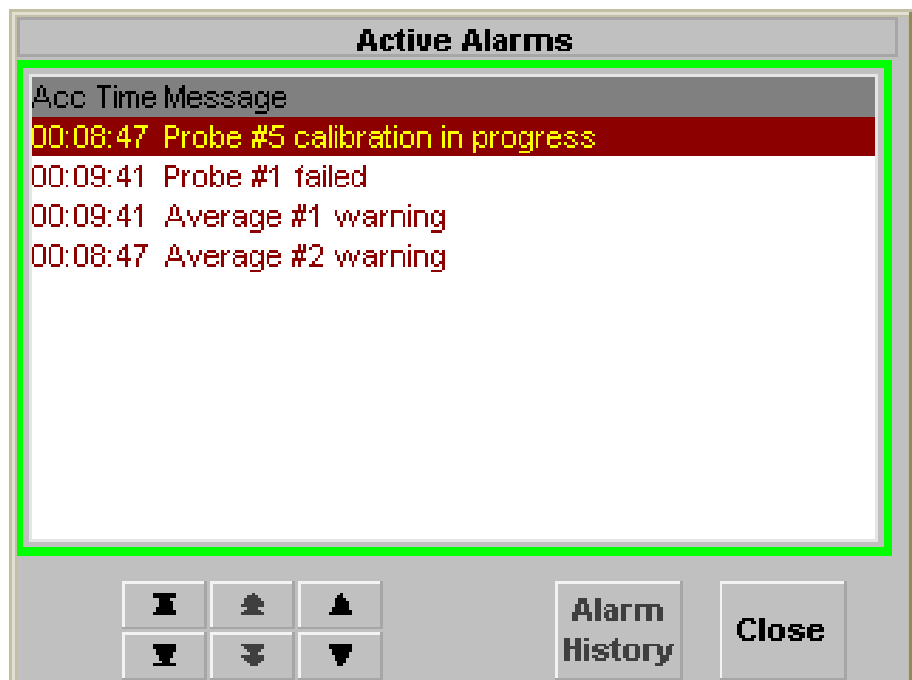 Active Alarms
Acc Time Message
00:08:47 Probe #5 calibration in progress
00:09:41 Probe #1 failed
00:09:41 Average #1 warning
00:08:47 Average #2 warning
Alarm
History
Close